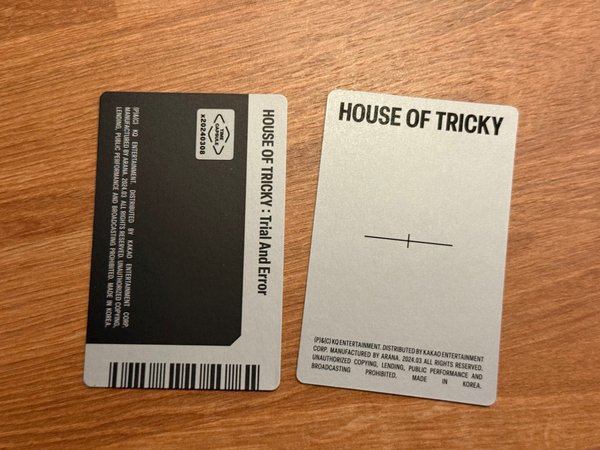 HOUSE OF TRICKY : Trial And Error
TIME
CAPSULE
x20240308
(P)&(C) KQ ENTERTAINMENT. DISTRIBUTED BY KAKAO ENTERTAINMENT CORP.
MANUFACTURED BY ARANA. 2024.03 ALL RIGHTS RESERVED. UNAUTHORIZED COPYING,
LENDING, PUBLIC PERFORMANCE AND BROADCASTING PROHIBITED. MADE IN KOREA.
HOUSE OF TRICKY
(P)&(C) KQ ENTERTAINMENT. DISTRIBUTED BY KAKAO ENTERTAINMENT
CORP. MANUFACTURED BY ARANA. 2024.03 ALL RIGHTS RESERVED.
UNAUTHORIZED COPYING, LENDING, PUBLIC PERFORMANCE AND
BROADCASTING PROHIBITED. MADE IN KOREA.